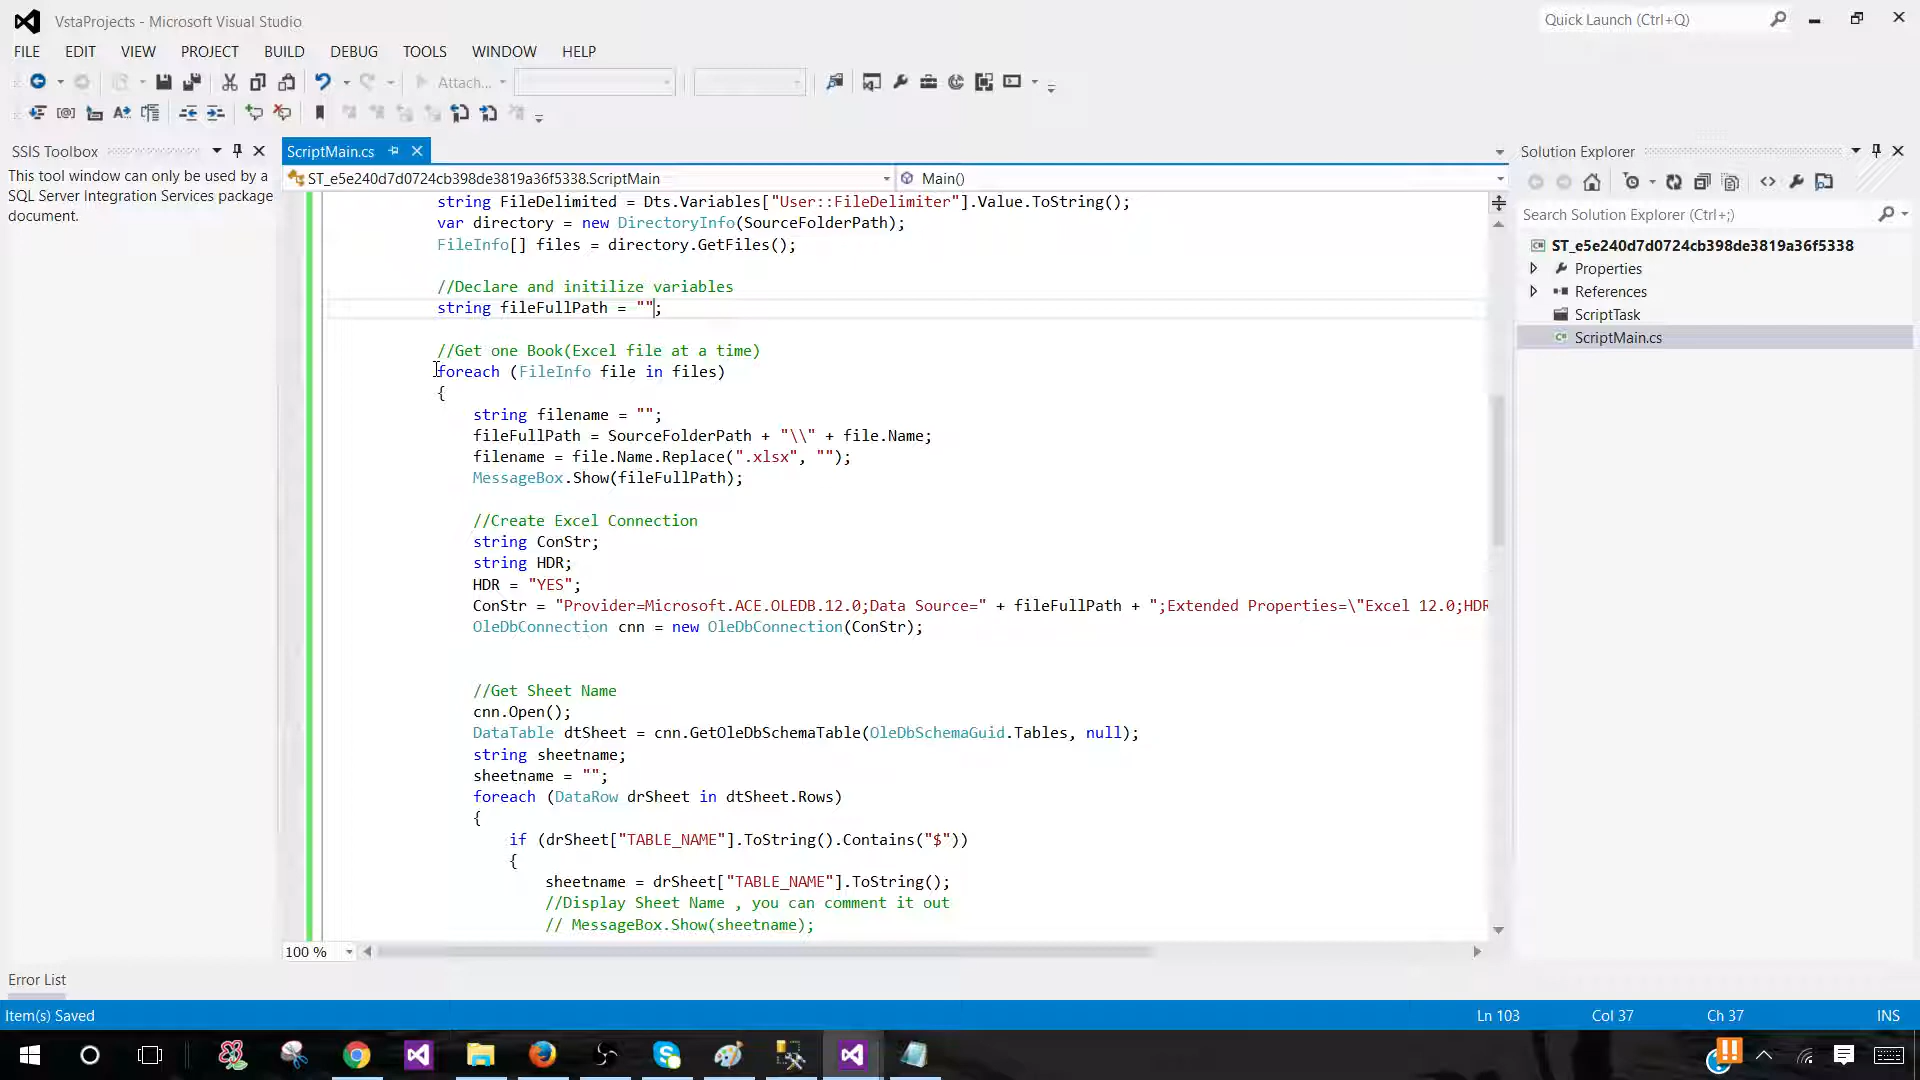 VstaProjects - Microsoft Visual Studio
Quick Launch (Ctrl+Q)
FILE EDIT VIEW PROJECT BUILD DEBUG TOOLS WINDOW HELP
Attach...
SSIS Toolbox
This tool window can only be used by a
SQL Server Integration Services package
document.
ScriptMain.cs
ST_e5e240d7d0724cb398de3819a36f5338.ScriptMain
Main()
string FileDelimited = Dts.Variables["User::FileDelimiter"].Value.ToString();
var directory = new DirectoryInfo(SourceFolderPath);
FileInfo[] files = directory.GetFiles();
//Declare and initilize variables
string fileFullPath = "";
//Get one Book(Excel file at a time)
foreach (FileInfo file in files)
{
string filename = "";
fileFullPath = SourceFolderPath + "\\" + file.Name;
filename = file.Name.Replace(".xlsx", "");
MessageBox.Show(fileFullPath);
//Create Excel Connection
string ConStr;
string HDR;
HDR = "YES";
ConStr = "Provider=Microsoft.ACE.OLEDB.12.0;Data Source=" + fileFullPath + ";Extended Properties=\"Excel 12.0;HDR
OleDbConnection cnn = new OleDbConnection(ConStr);
//Get Sheet Name
cnn.Open();
DataTable dtSheet = cnn.GetOleDbSchemaTable(OleDbSchemaGuid.Tables, null);
string sheetname;
sheetname = "";
foreach (DataRow drSheet in dtSheet.Rows)
{
if (drSheet["TABLE_NAME"].ToString().Contains("$"))
{
sheetname = drSheet["TABLE_NAME"].ToString();
//Display Sheet Name , you can comment it out
// MessageBox.Show(sheetname);
100 %
Solution Explorer
Search Solution Explorer (Ctrl+;)
ST_e5e240d7d0724cb398de3819a36f5338
Properties
References
ScriptTask
ScriptMain.cs
Error List
Item(s) Saved
Ln 103 Col 37 Ch 37 INS